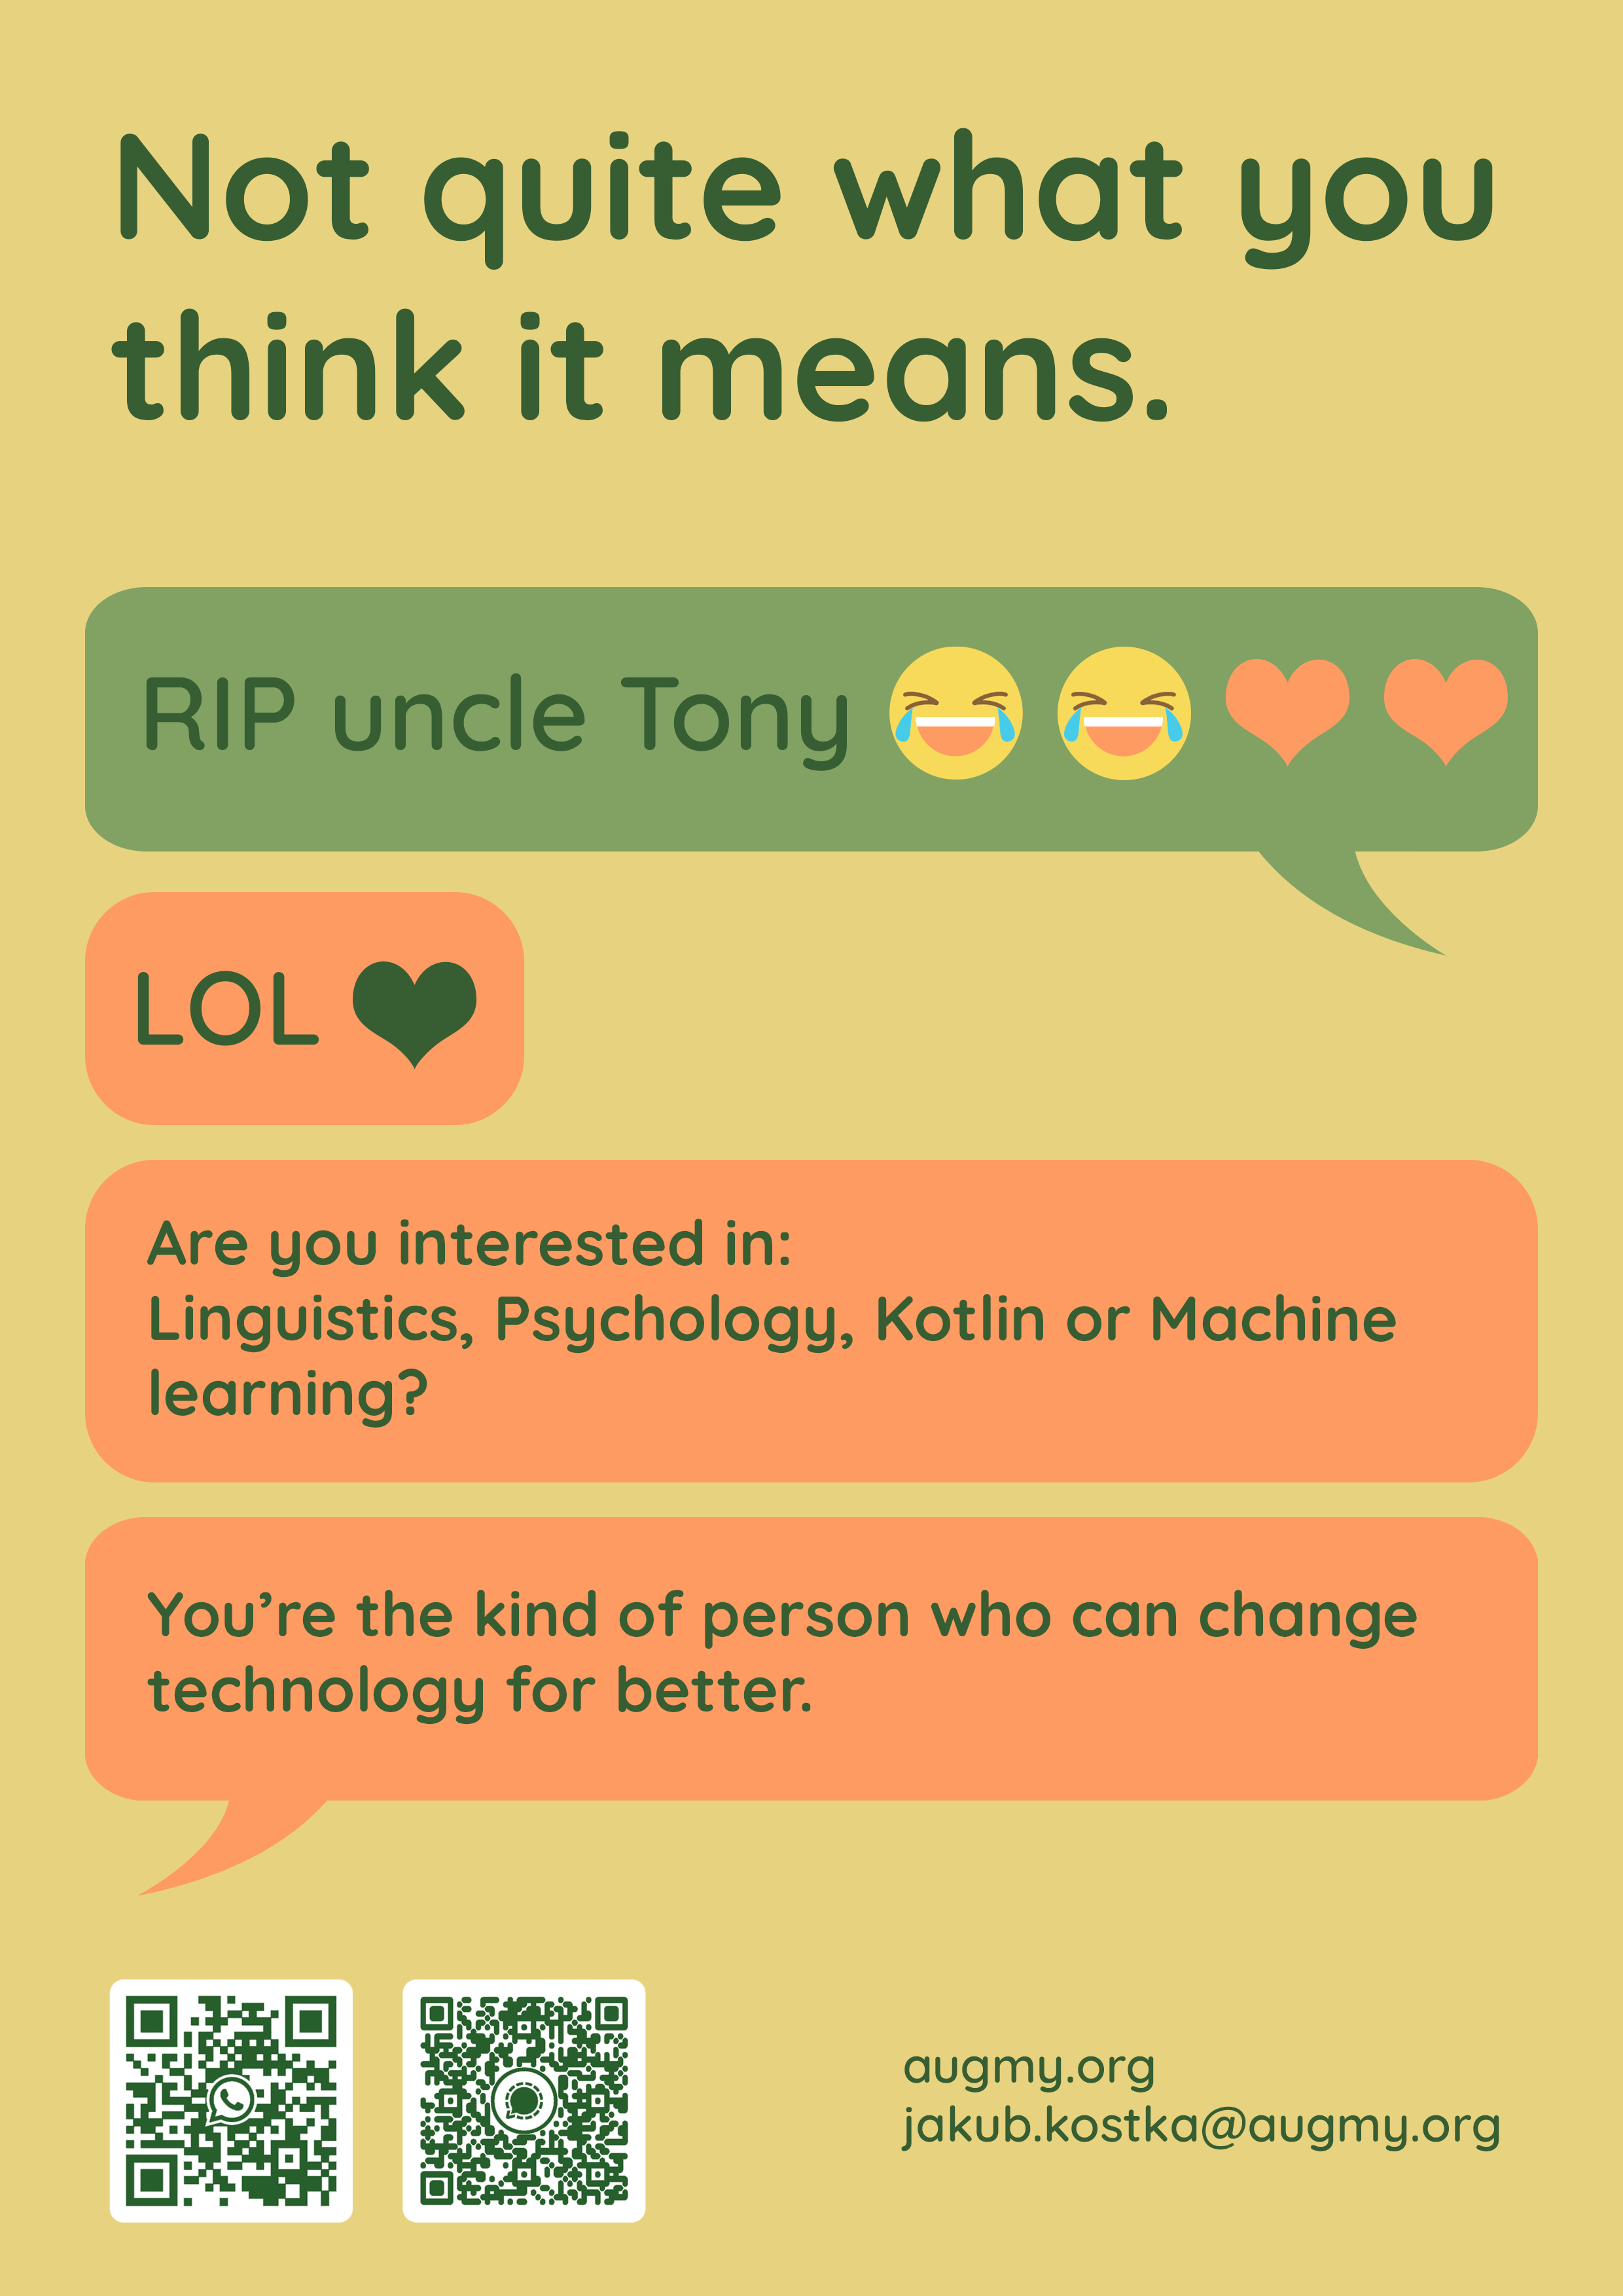 Not quite what you
think it means.
RIP uncle Tony 😂 😂 ❤ ❤
LOL ❤
Are you interested in:
Linguistics, Psychology, Kotlin or Machine
learning?
You’re the kind of person who can change
technology for better.
augmy.org
jakub.kostka@augmy.org